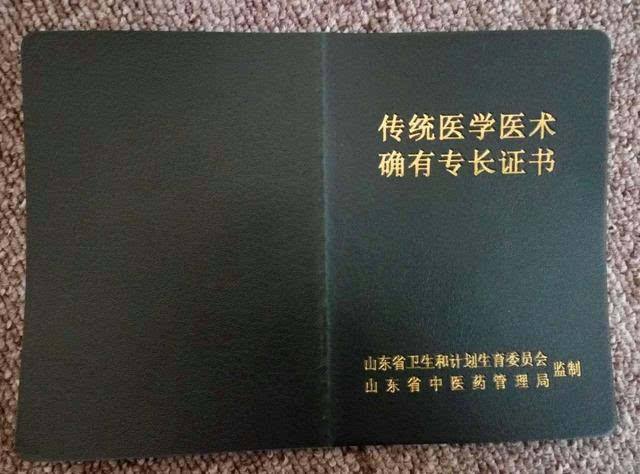 传统医学医术
确有专长证书
山东省卫生和计划生育委员会
山东省中医药管理局
监制